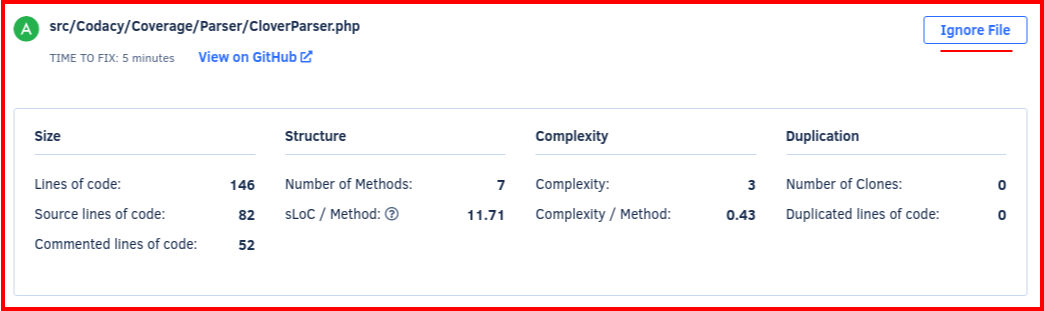 A src/Codacy/Coverage/Parser/CloverParser.php Ignore File
TIME TO FIX: 5 minutes View on GitHub
Size Structure Complexity Duplication
Lines of code: 146 Number of Methods: 7 Complexity: 3 Number of Clones: 0
Source lines of code: 82 sLoC / Method: ? 11.71 Complexity / Method: 0.43 Duplicated lines of code: 0
Commented lines of code: 52